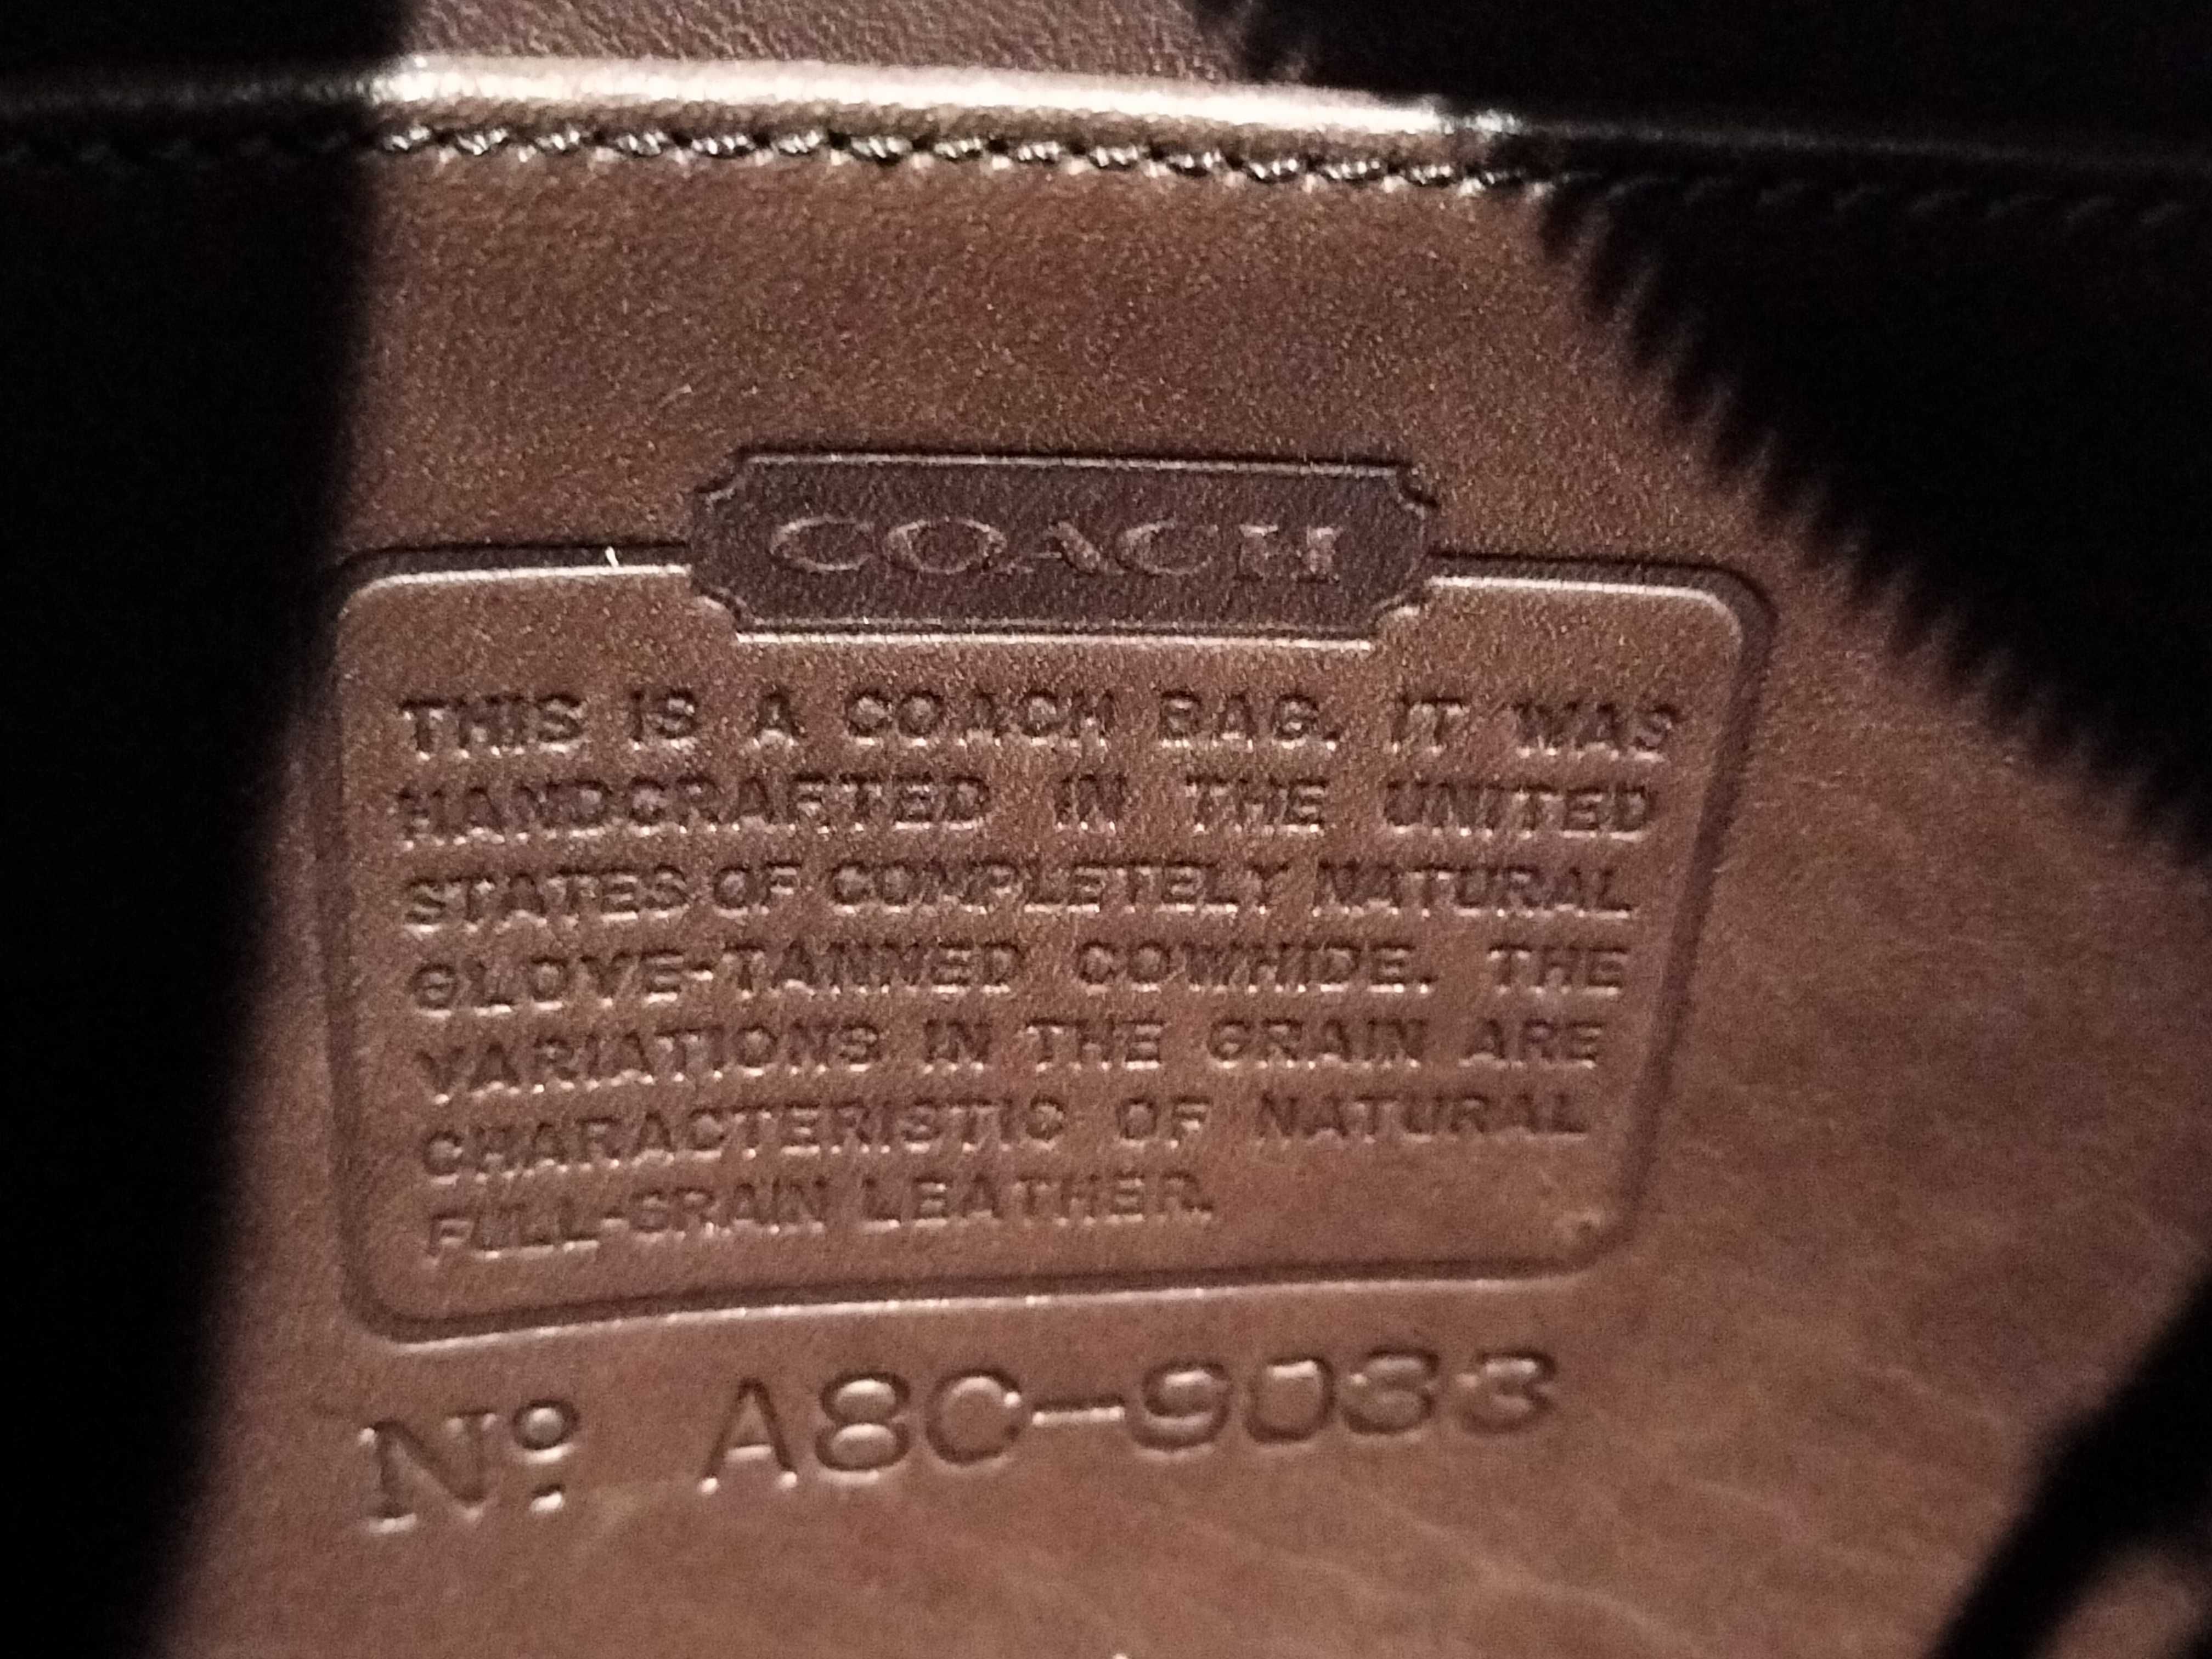 COACH
THIS IS A COACH BAG. IT WAS
HANDCRAFTED IN THE UNITED
STATES OF COMPLETELY NATURAL
GLOVE-TANNED COWHIDE. THE
VARIATIONS IN THE GRAIN ARE
CHARACTERISTIC OF NATURAL
FULL-GRAIN LEATHER.
Nº A8C-9033